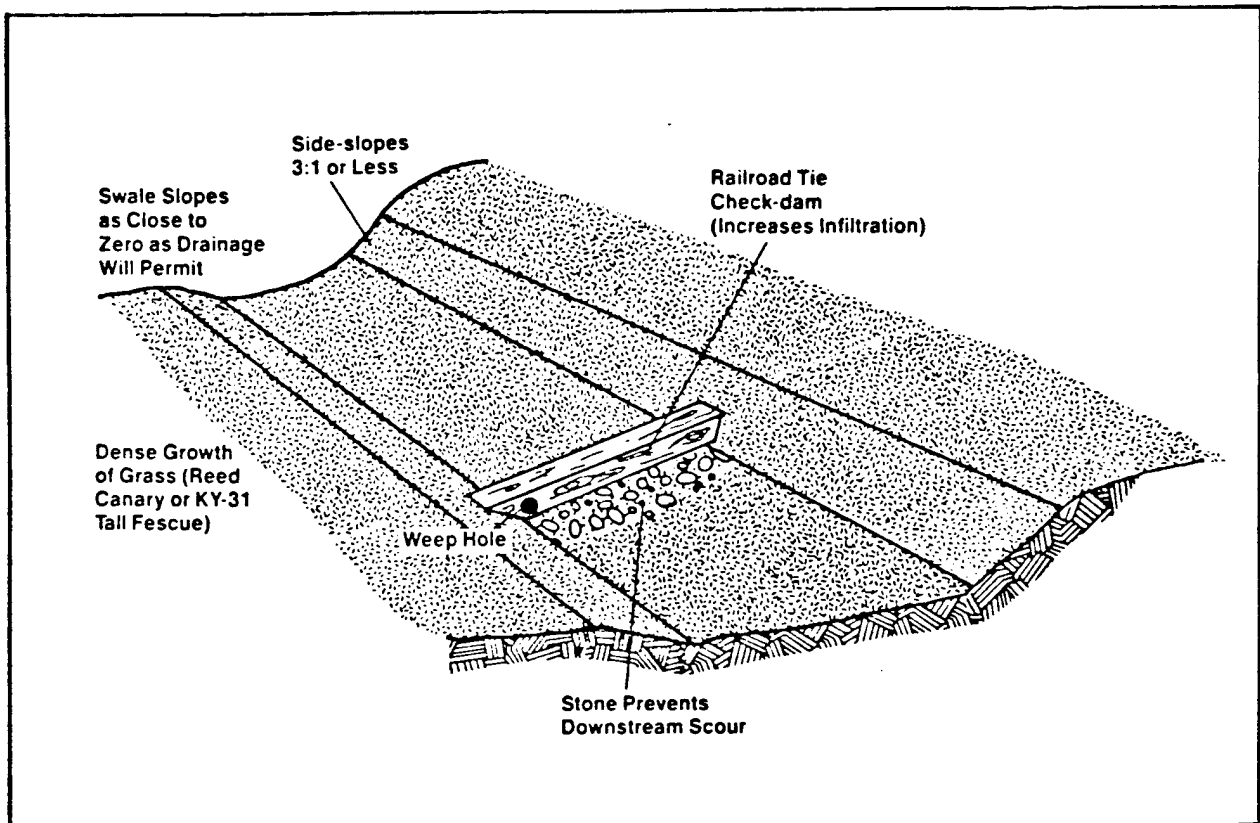 Side-slopes
3:1 or Less
Swale Slopes
as Close to
Zero as Drainage
Will Permit
Railroad Tie
Check-dam
(Increases Infiltration)
Dense Growth
of Grass (Reed
Canary or KY-31
Tall Fescue)
Weep Hole
Stone Prevents
Downstream Scour